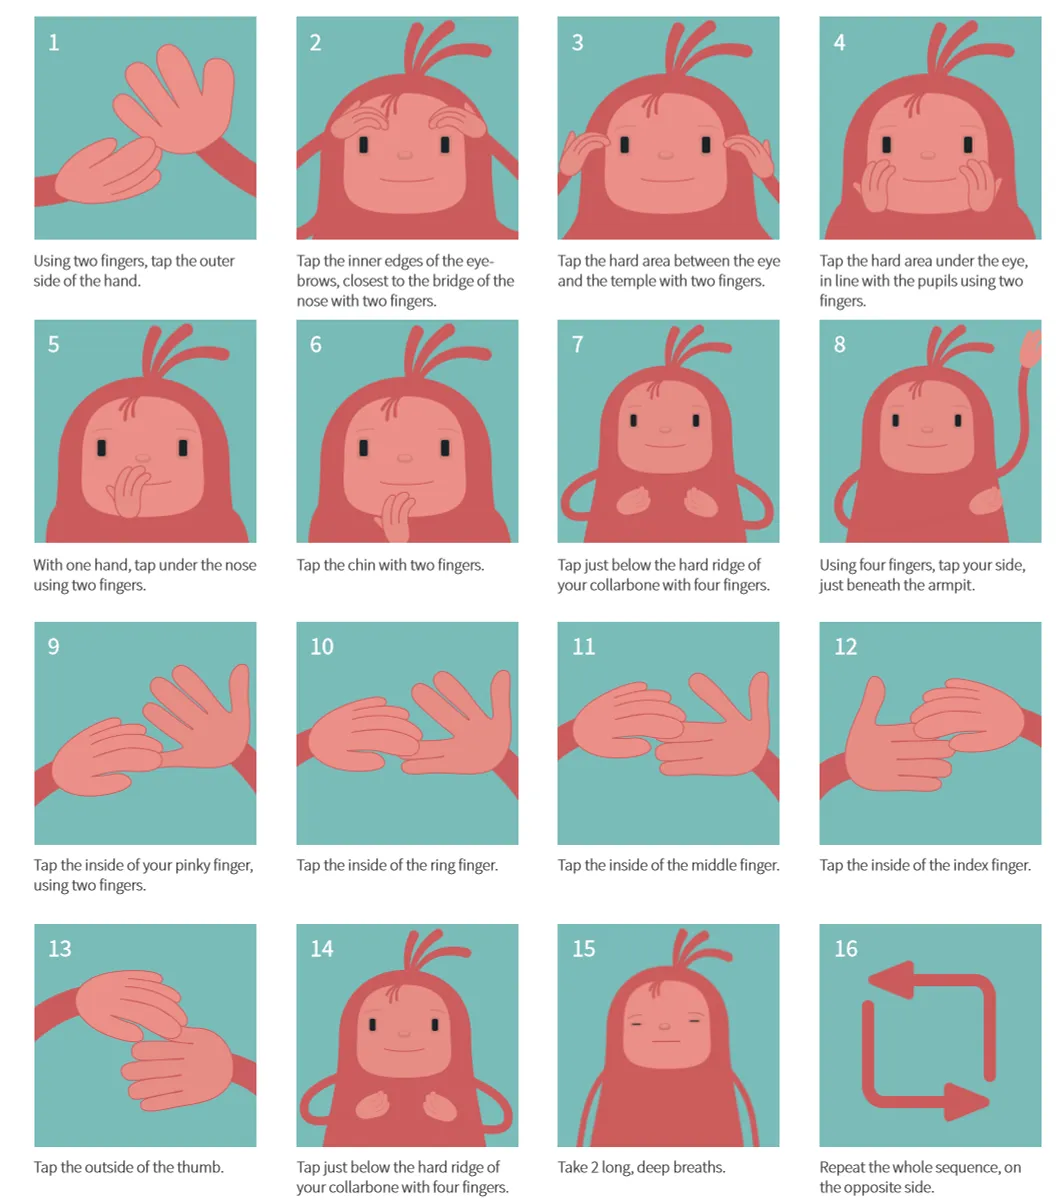 1
Using two fingers, tap the outer
side of the hand.
2
Tap the inner edges of the eye-
brows, closest to the bridge of the
nose with two fingers.
3
Tap the hard area between the eye
and the temple with two fingers.
4
Tap the hard area under the eye,
in line with the pupils using two
fingers.
5
With one hand, tap under the nose
using two fingers.
6
Tap the chin with two fingers.
7
Tap just below the hard ridge of
your collarbone with four fingers.
8
Using four fingers, tap your side,
just beneath the armpit.
9
Tap the inside of your pinky finger,
using two fingers.
10
Tap the inside of the ring finger.
11
Tap the inside of the middle finger.
12
Tap the inside of the index finger.
13
Tap the outside of the thumb.
14
Tap just below the hard ridge of
your collarbone with four fingers.
15
Take 2 long, deep breaths.
16
Repeat the whole sequence, on
the opposite side.